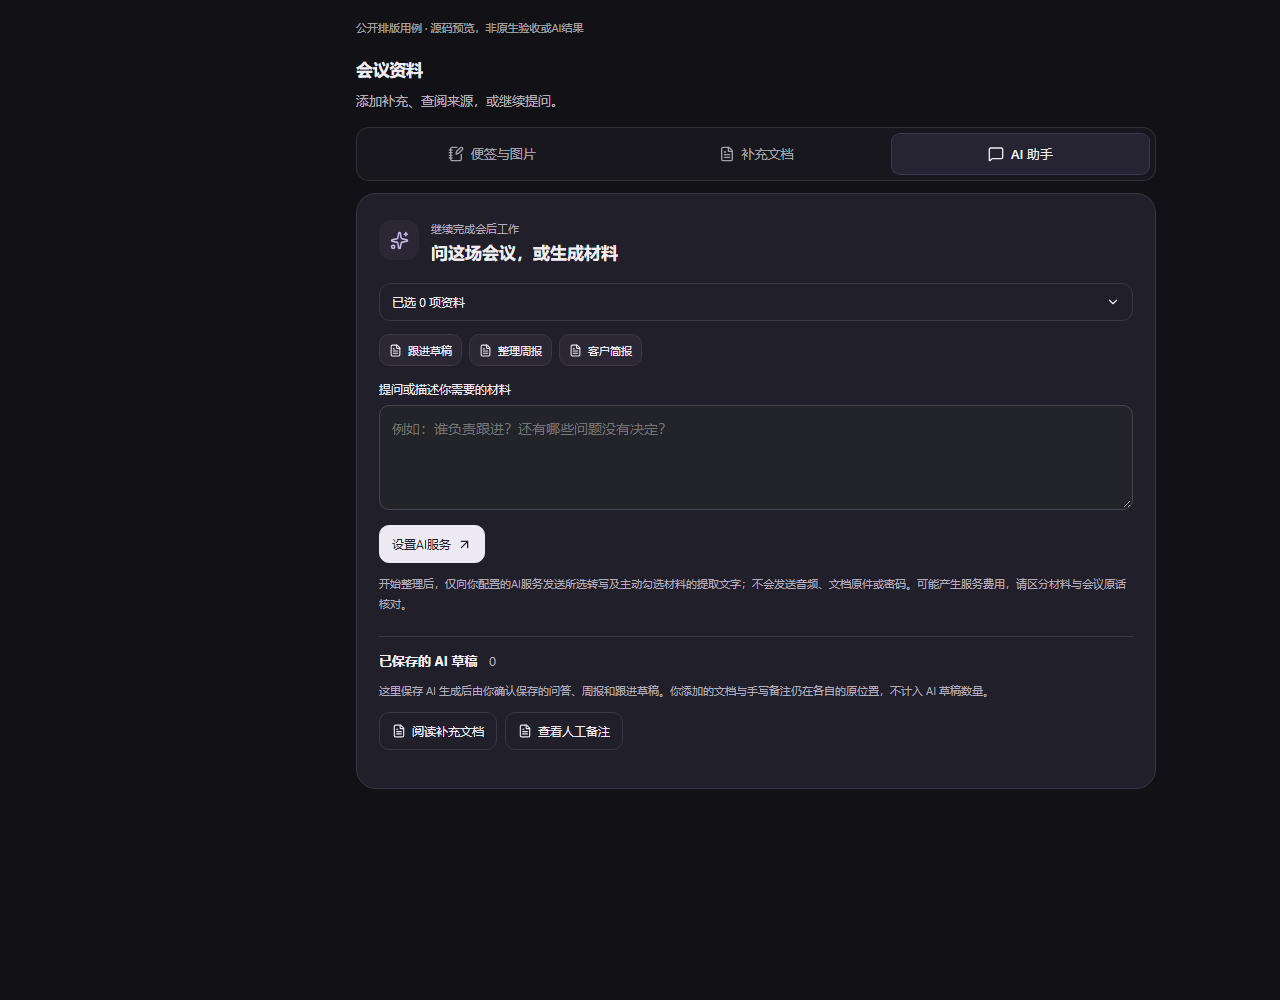 公开排版用例 · 源码预览，非原生验收或AI结果
会议资料
添加补充、查阅来源，或继续提问。
便签与图片
补充文档
AI 助手
继续完成会后工作
问这场会议，或生成材料
已选 0 项资料
跟进草稿
整理周报
客户简报
提问或描述你需要的材料
例如：谁负责跟进？还有哪些问题没有决定？
设置AI服务
开始整理后，仅向你配置的AI服务发送所选转写及主动勾选材料的提取文字；不会发送音频、文档原件或密码。可能产生服务费用，请区分材料与会议原话
核对。
已保存的 AI 草稿 0
这里保存 AI 生成后由你确认保存的问答、周报和跟进草稿。你添加的文档与手写备注仍在各自的原位置，不计入 AI 草稿数量。
阅读补充文档
查看人工备注